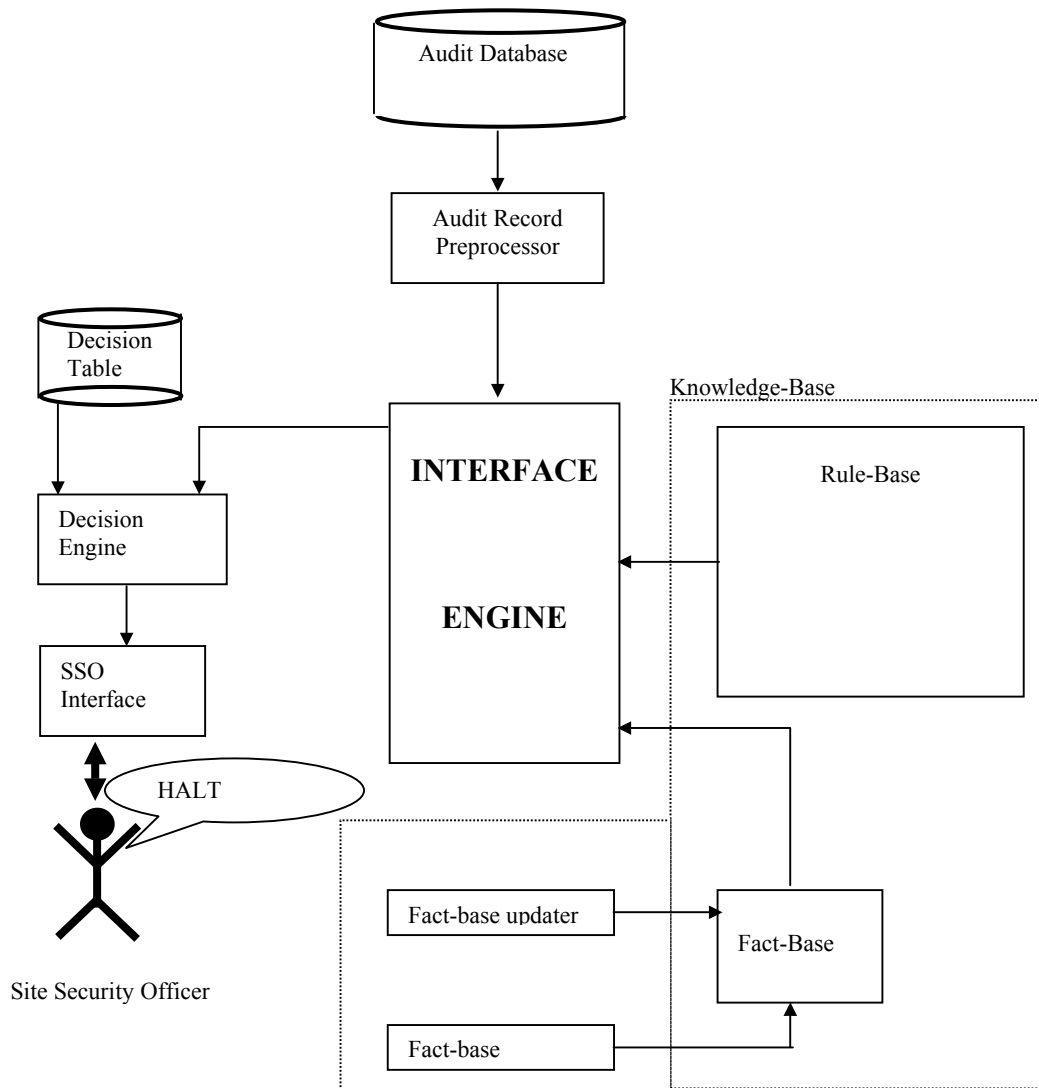 Audit Database
Audit Record
Preprocessor
Decision
Table
Knowledge-Base
INTERFACE
ENGINE
Rule-Base
Decision
Engine
SSO
Interface
HALT
Fact-base updater
Fact-Base
Site Security Officer
Fact-base